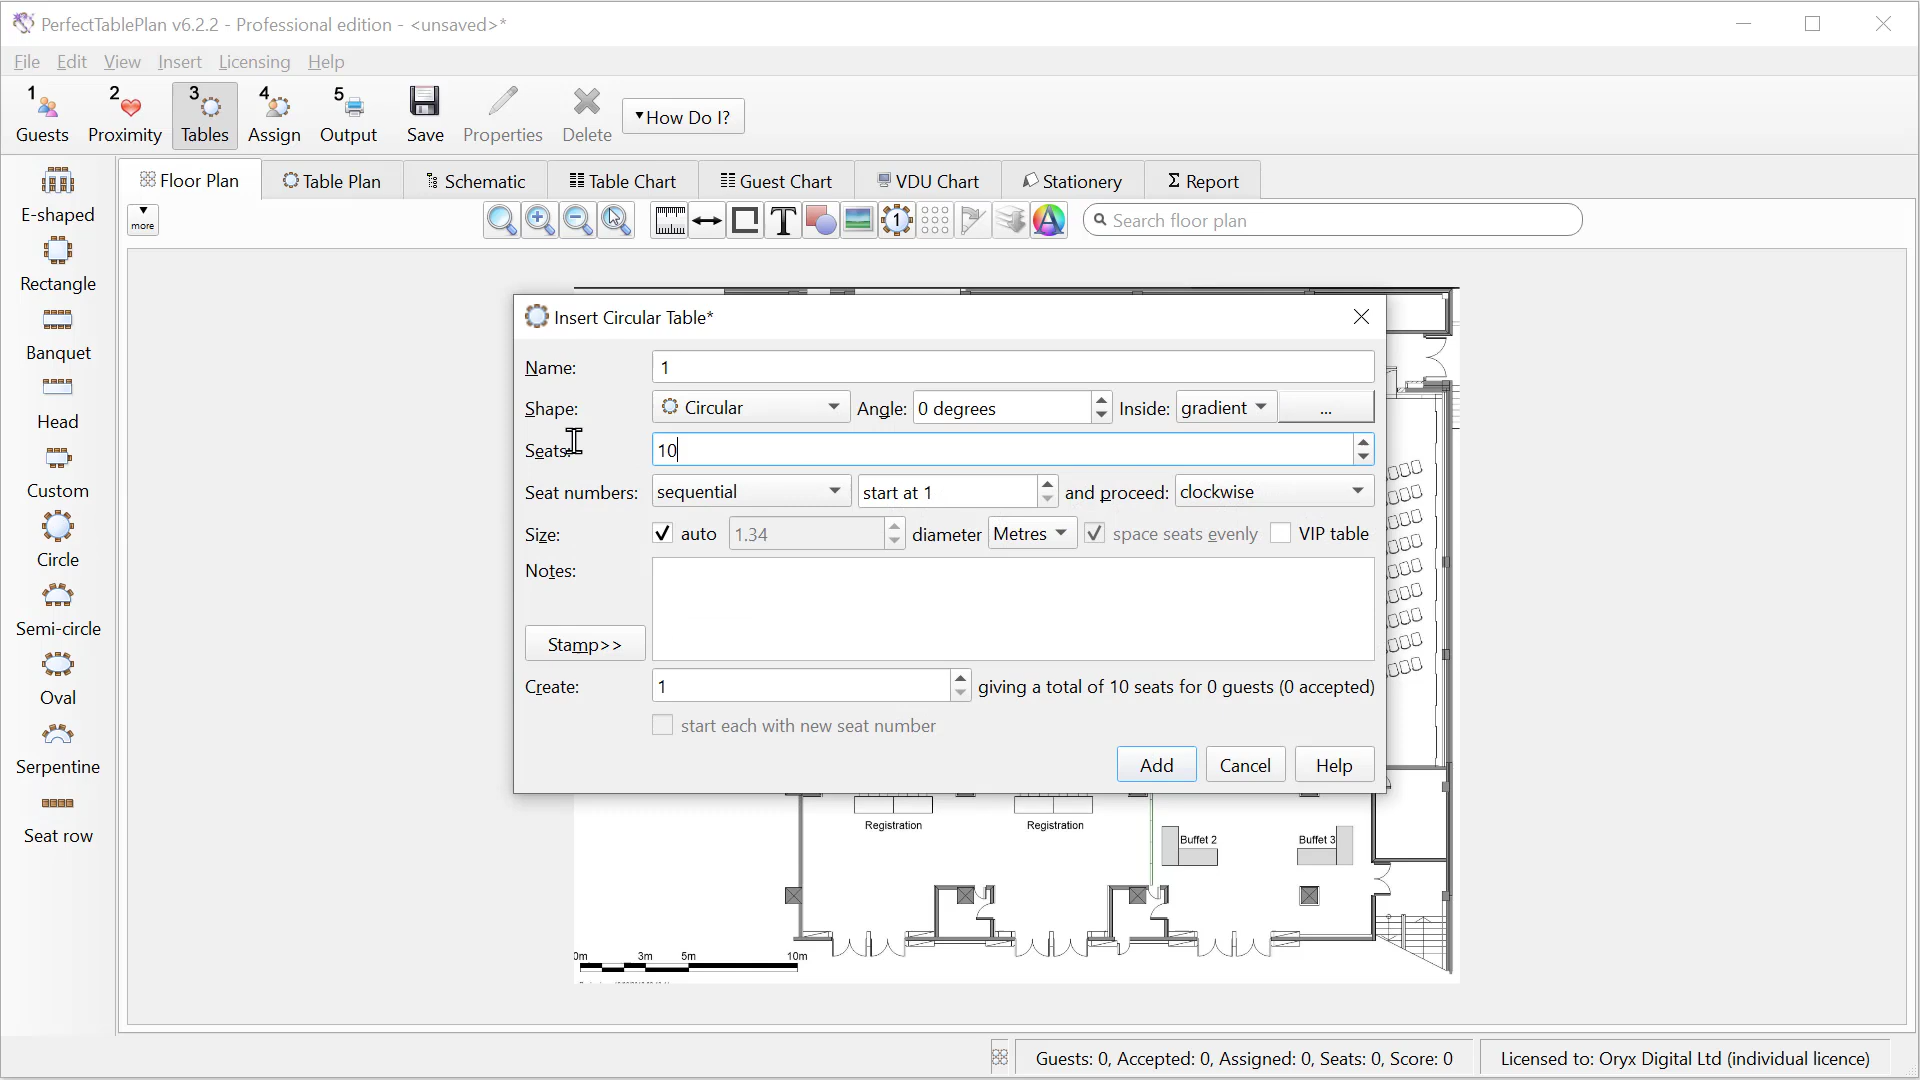 PerfectTablePlan v6.2.2 - Professional edition - <unsaved>*
File Edit View Insert Licensing Help
1 2 3 4 5
Guests Proximity Tables Assign Output Save Properties Delete How Do I?
Floor Plan Table Plan Schematic Table Chart Guest Chart VDU Chart Stationery Σ Report
more T 1 A Search floor plan
E-shaped
Rectangle
Banquet
Head
Custom
Circle
Semi-circle
Oval
Serpentine
Seat row
Insert Circular Table*
Name: 1
Shape: Circular Angle: 0 degrees Inside: gradient ...
Seats: 10
Seat numbers: sequential start at 1 and proceed: clockwise
Size: auto 1.34 diameter Metres space seats evenly VIP table
Notes:
Stamp>>
Create: 1 giving a total of 10 seats for 0 guests (0 accepted)
start each with new seat number
Add Cancel Help
Registration Registration Buffet 2 Buffet 3
0m 3m 5m 10m
Guests: 0, Accepted: 0, Assigned: 0, Seats: 0, Score: 0 Licensed to: Oryx Digital Ltd (individual licence)